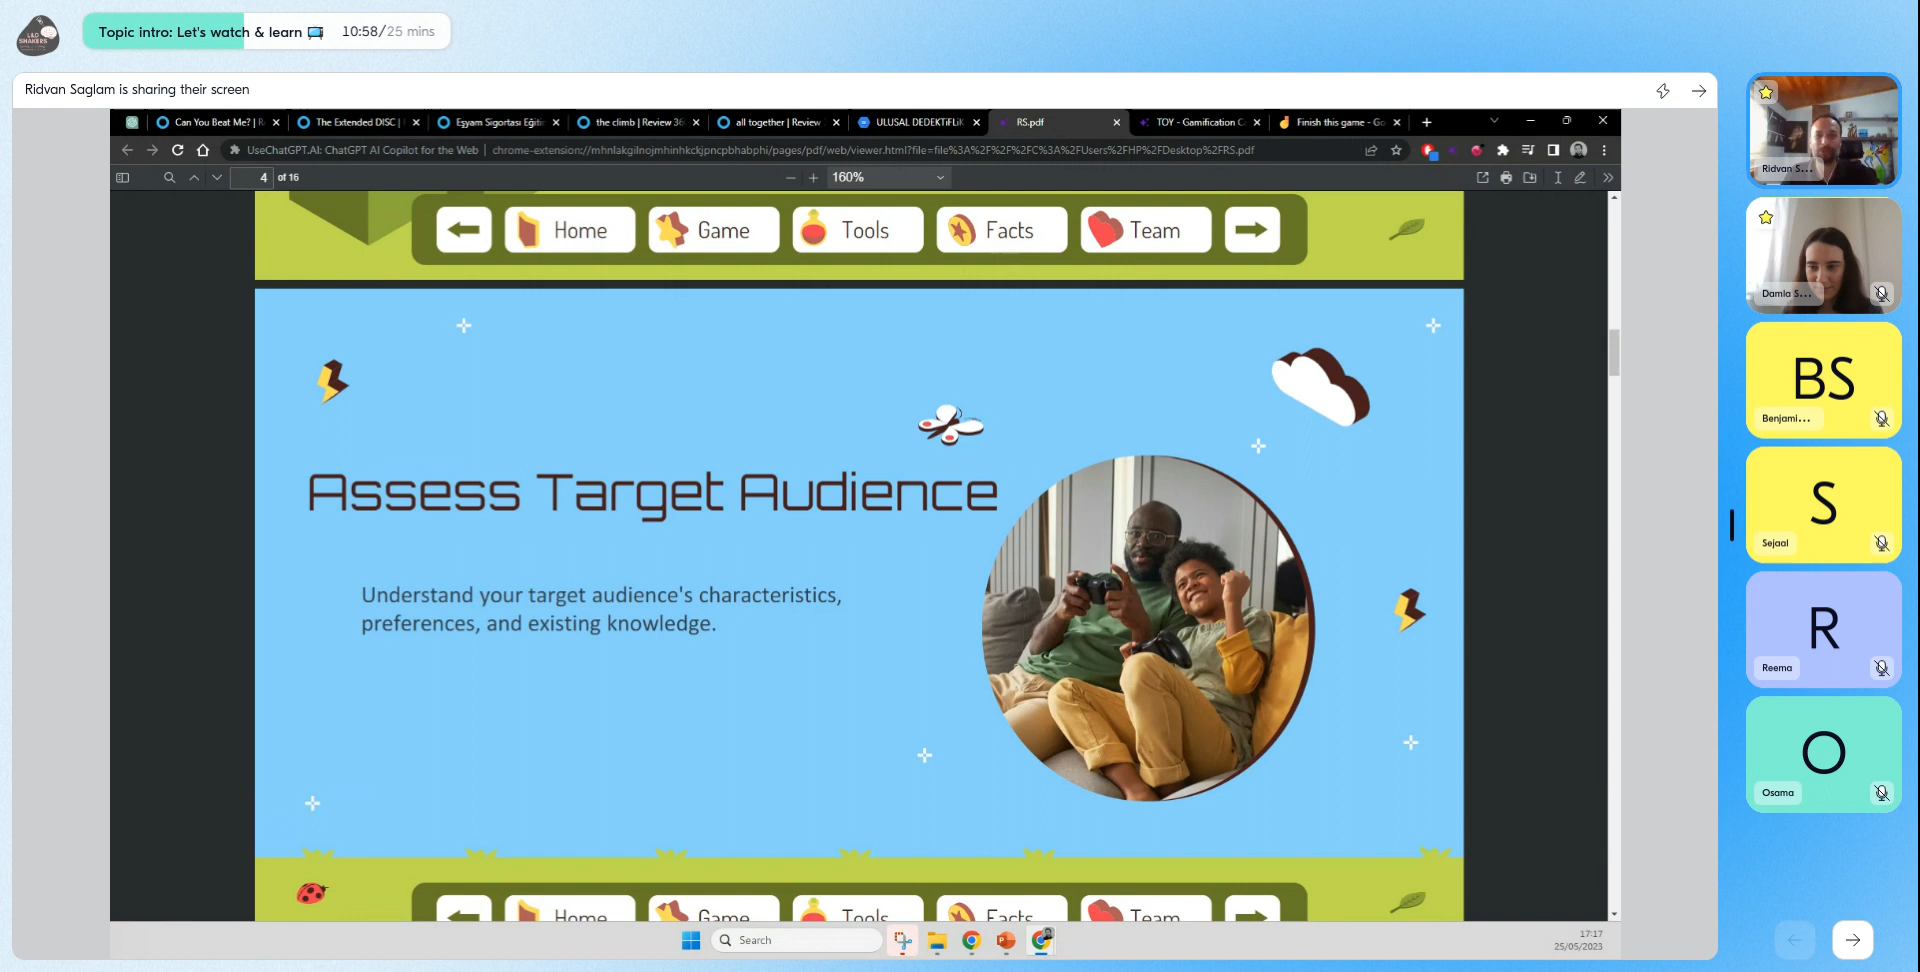 L&D
SHAKERS
Topic intro: Let's watch & learn
10:58/25 mins
Ridvan Saglam is sharing their screen
Can You Beat Me? | R
The Extended DISC |
Eşyam Sigortası Eğiti
the climb | Review 36
all together | Review
ULUSAL DEDEKTİFLİK
RS.pdf
TOY - Gamification C
Finish this game - Go
UseChatGPT.AI: ChatGPT AI Copilot for the Web | chrome-extension://mhnlakgilnojmhinhkckjpncpbhabphi/pages/pdf/web/viewer.html?file=file%3A%2F%2F%2FC%3A%2FUsers%2FHP%2FDesktop%2FRS.pdf
4 of 16
160%
Home
Game
Tools
Facts
Team
Assess Target Audience
Understand your target audience's characteristics,
preferences, and existing knowledge.
Home
Game
Tools
Facts
Team
Search
17:17
25/05/2023
Ridvan S...
Damla S...
BS
Benjami...
S
Sejaal
R
Reema
O
Osama